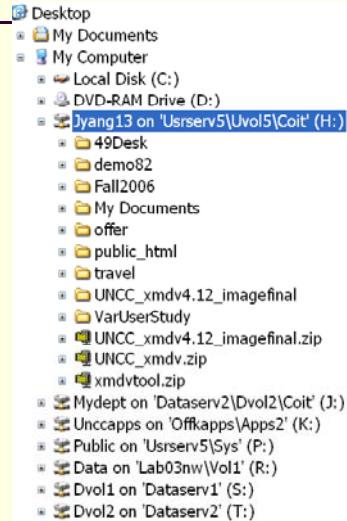 Desktop
My Documents
My Computer
Local Disk (C:)
DVD-RAM Drive (D:)
Jyang13 on 'Usrserv5\Uvol5\Coit' (H:)
49Desk
demo82
Fall2006
My Documents
offer
public_html
travel
UNCC_xmdv4.12_imagefinal
VarUserStudy
UNCC_xmdv4.12_imagefinal.zip
UNCC_xmdv.zip
xmdvtool.zip
Mydept on 'Dataserv2\Dvol2\Coit' (J:)
Unccapps on 'Offkapps\Apps2' (K:)
Public on 'Usrserv5\Sys' (P:)
Data on 'Lab03nw\Vol1' (R:)
Dvol1 on 'Dataserv1' (S:)
Dvol2 on 'Dataserv2' (T:)